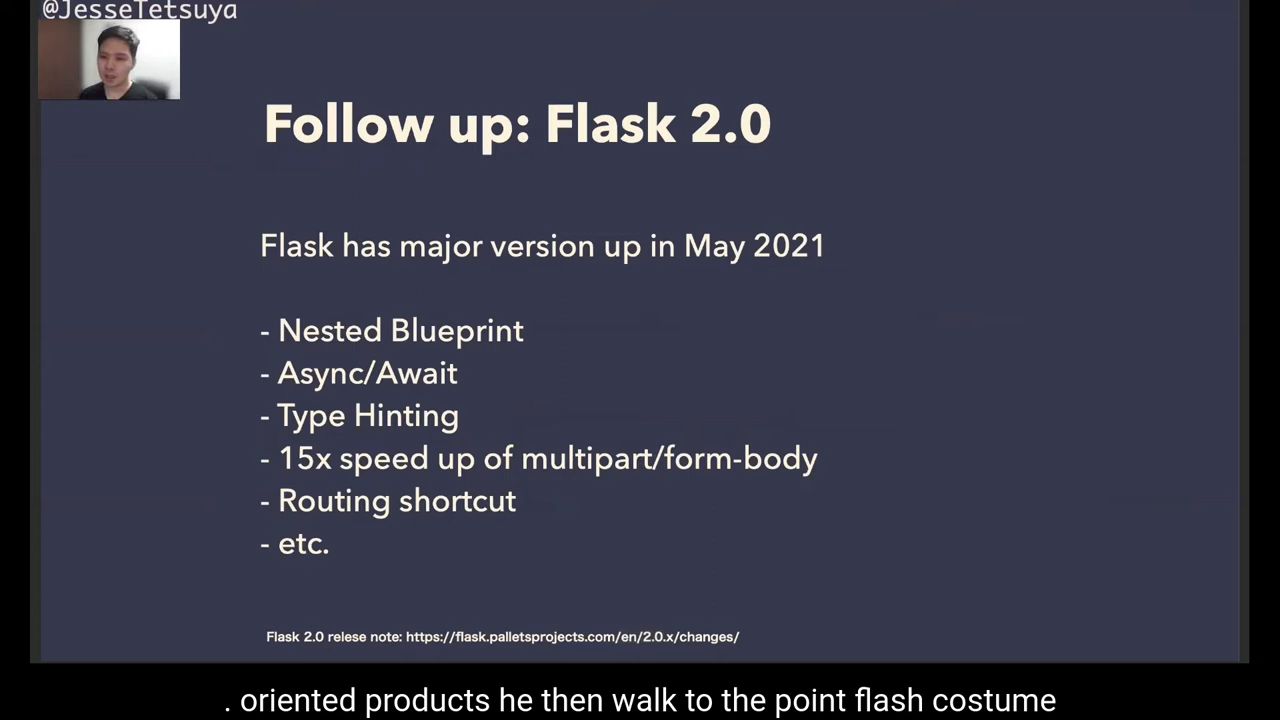 @JesseTetsuya
Follow up: Flask 2.0
Flask has major version up in May 2021
- Nested Blueprint
- Async/Await
- Type Hinting
- 15x speed up of multipart/form-body
- Routing shortcut
- etc.
Flask 2.0 relese note: https://flask.palletsprojects.com/en/2.0.x/changes/
. oriented products he then walk to the point flash costume